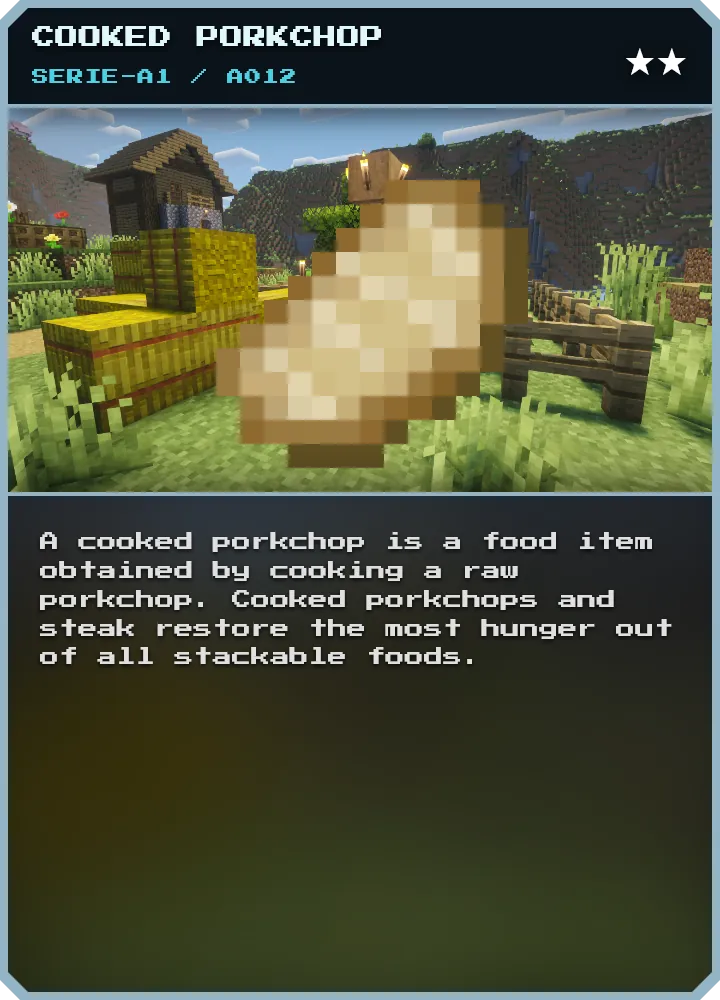 COOKED PORKCHOP
SERIE-A1 / A012
A cooked porkchop is a food item
obtained by cooking a raw
porkchop. Cooked porkchops and
steak restore the most hunger out
of all stackable foods.